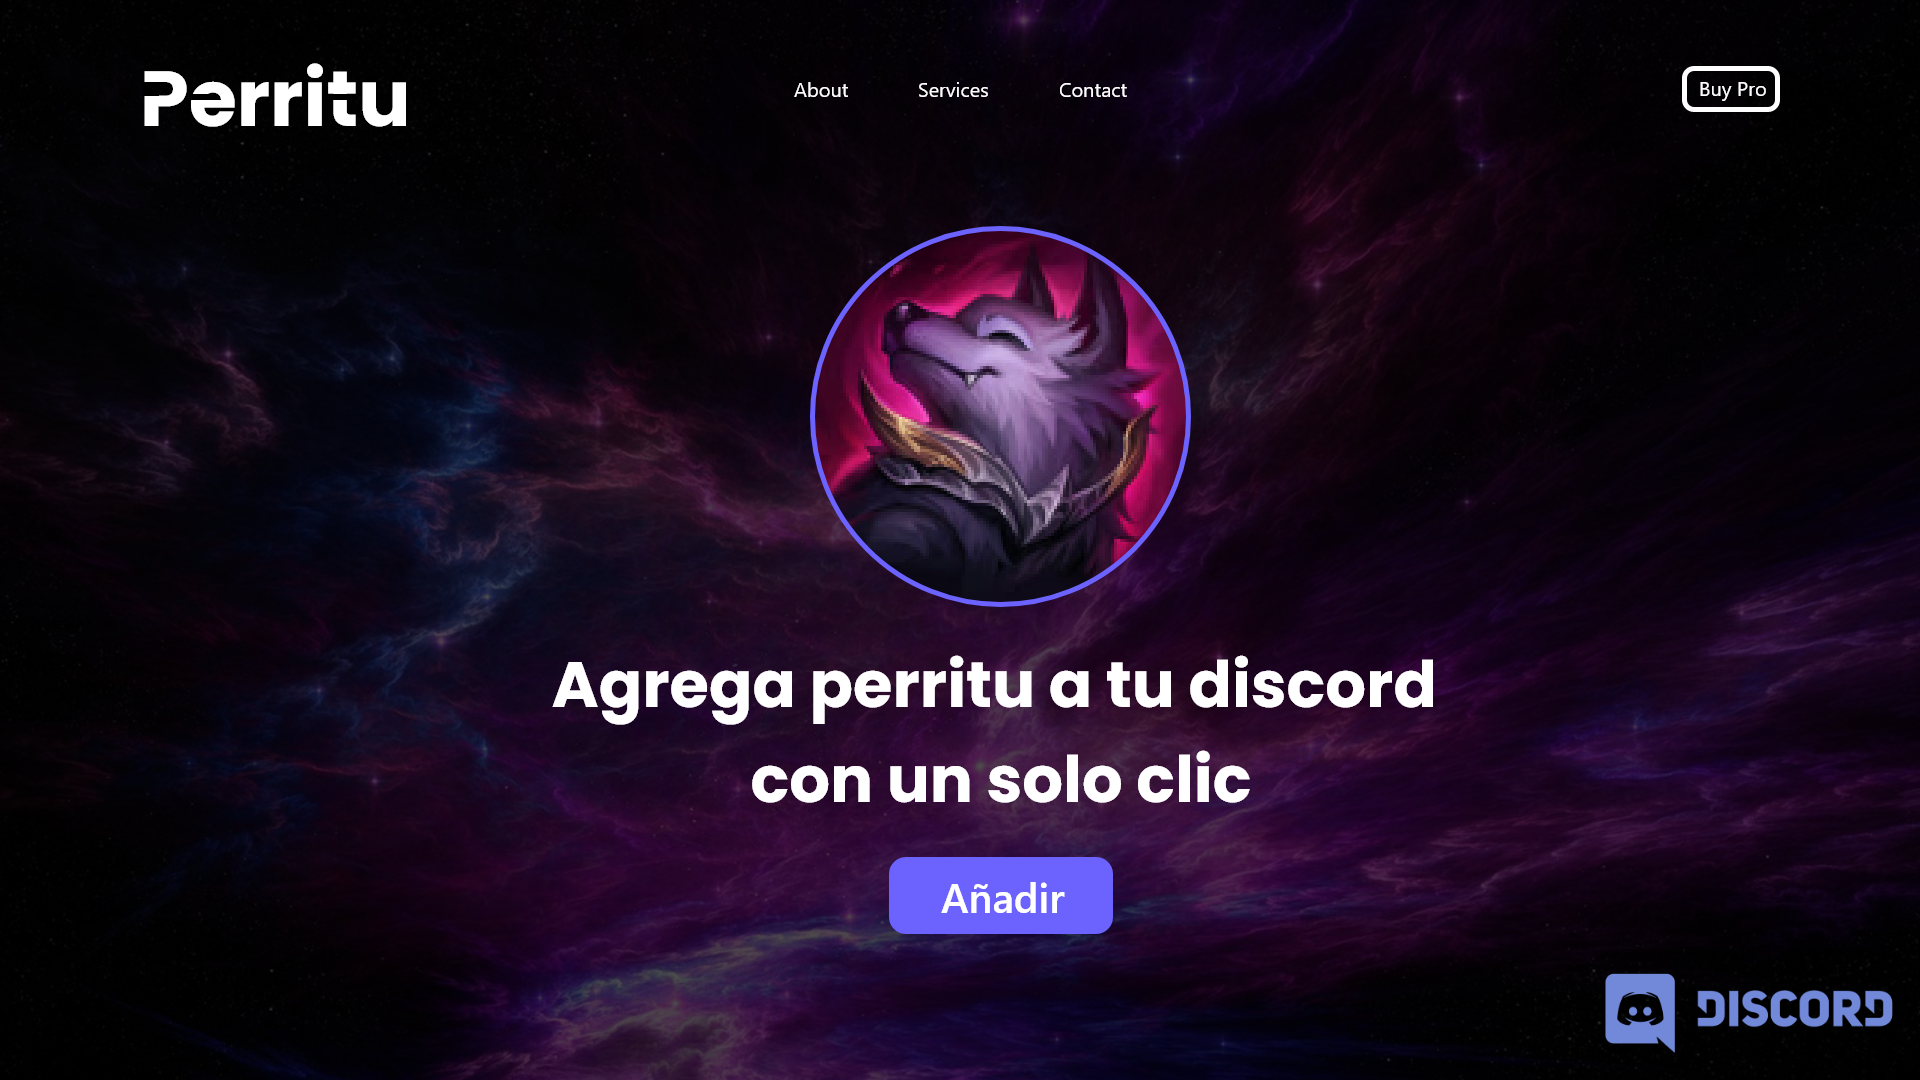 Perritu
About
Services
Contact
Buy Pro
Agrega perritu a tu discord
con un solo clic
Añadir
DISCORD